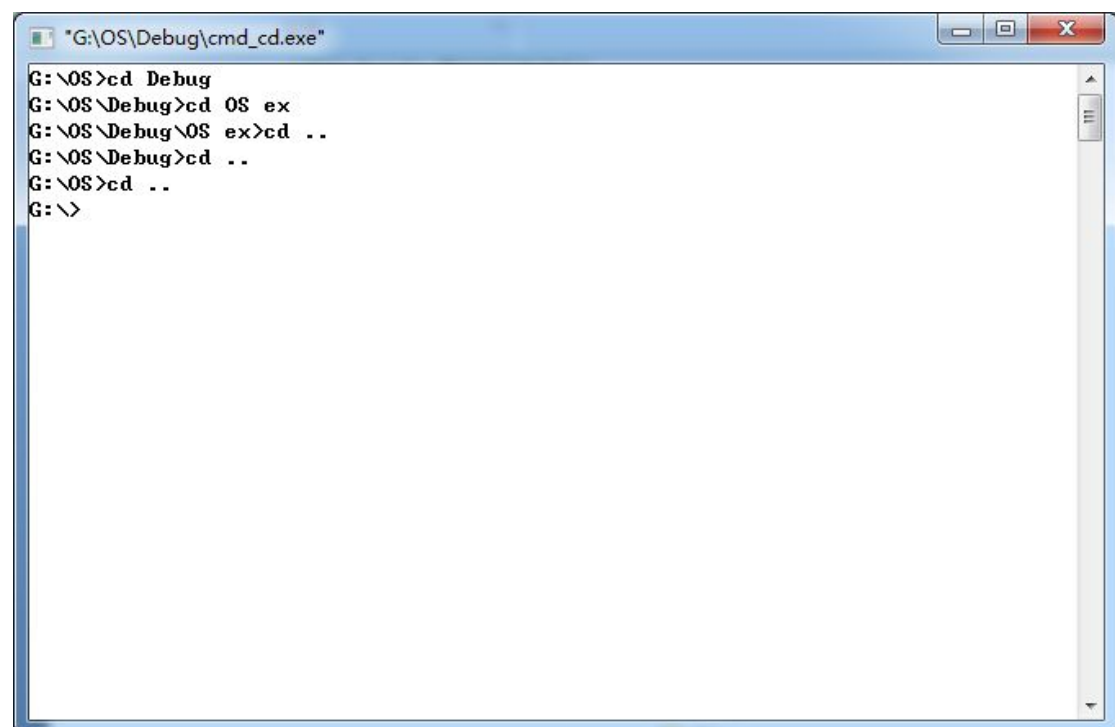 "G:\OS\Debug\cmd_cd.exe"
G:\OS>cd Debug
G:\OS\Debug>cd OS ex
G:\OS\Debug\OS ex>cd ..
G:\OS\Debug>cd ..
G:\OS>cd ..
G:\>